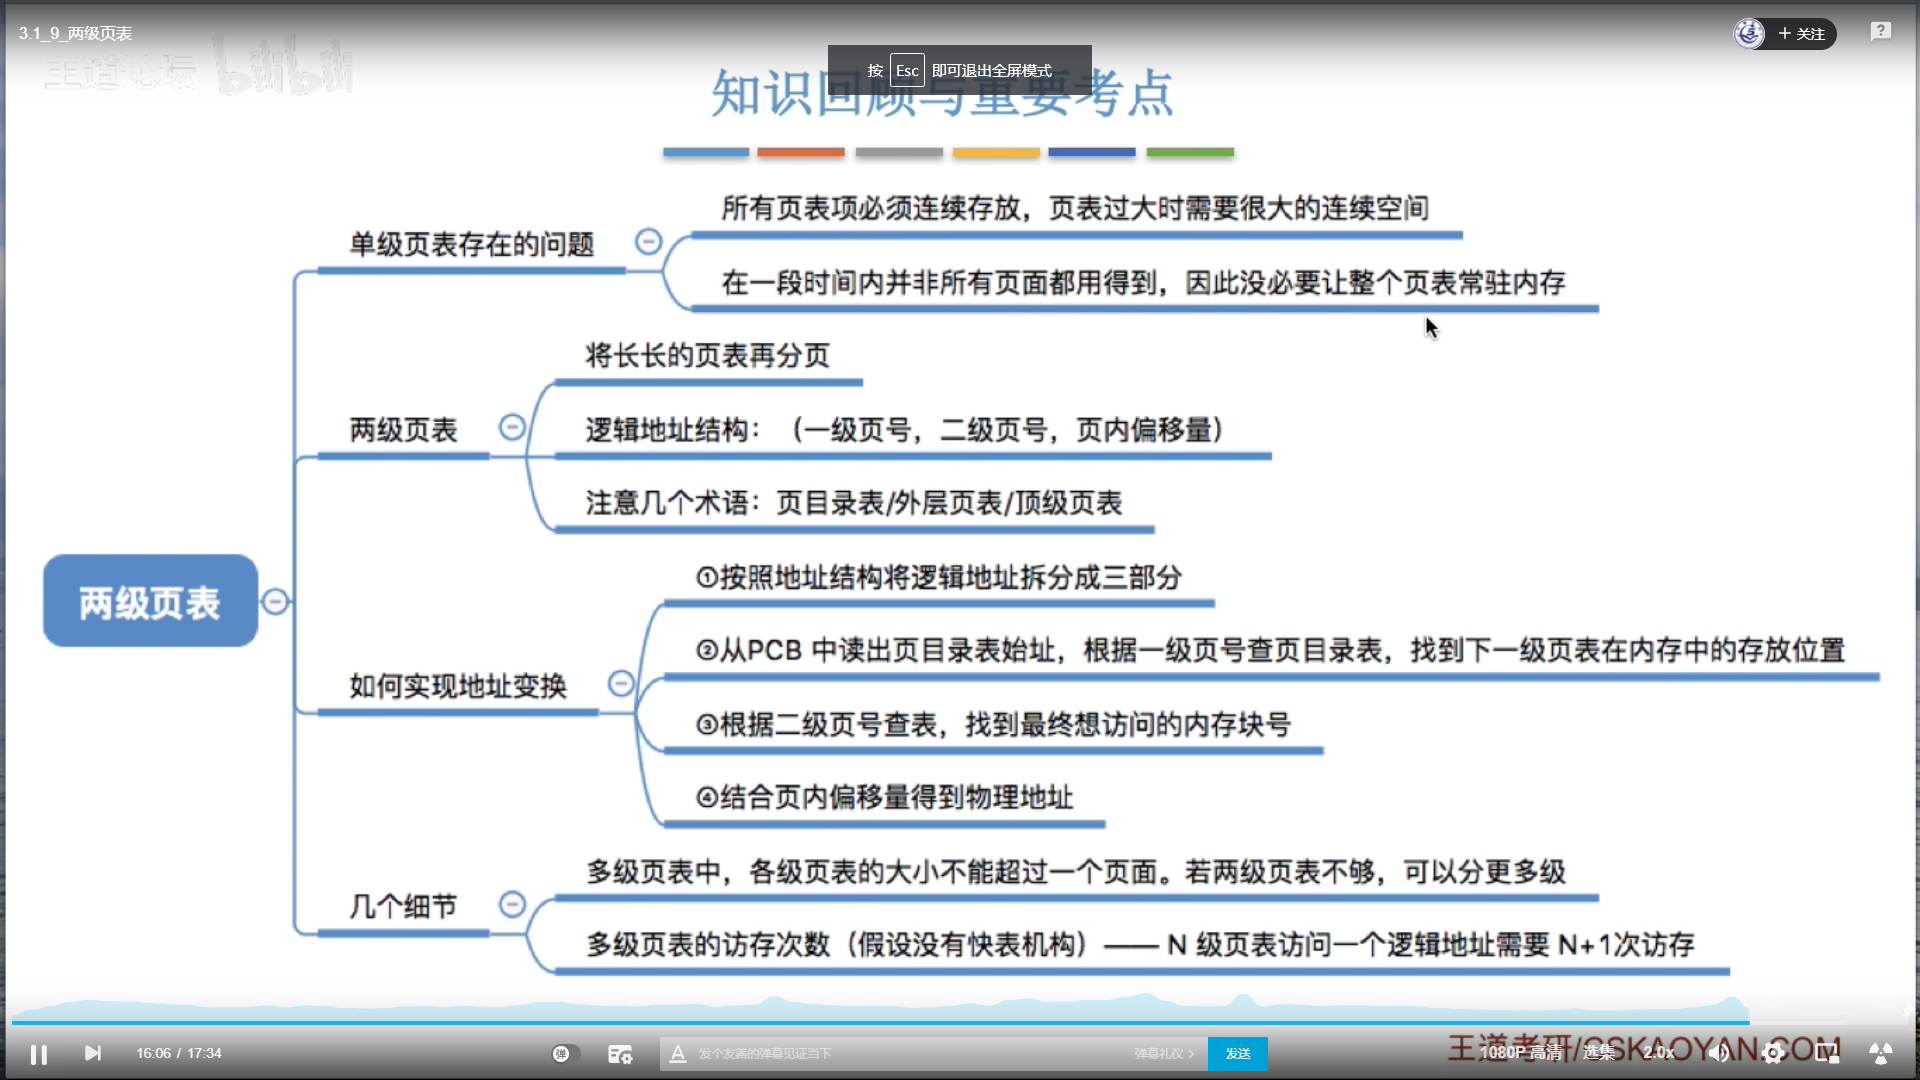 3.1_9_两级页表
+ 关注
王道论坛 bilibili
按 Esc 即可退出全屏模式
知识回顾与重要考点
所有页表项必须连续存放，页表过大时需要很大的连续空间
单级页表存在的问题
在一段时间内并非所有页面都用得到，因此没必要让整个页表常驻内存
将长长的页表再分页
两级页表
逻辑地址结构：（一级页号，二级页号，页内偏移量）
注意几个术语：页目录表/外层页表/顶级页表
两级页表
①按照地址结构将逻辑地址拆分成三部分
②从PCB 中读出页目录表始址，根据一级页号查页目录表，找到下一级页表在内存中的存放位置
如何实现地址变换
③根据二级页号查表，找到最终想访问的内存块号
④结合页内偏移量得到物理地址
多级页表中，各级页表的大小不能超过一个页面。若两级页表不够，可以分更多级
几个细节
多级页表的访存次数（假设没有快表机构）—— N 级页表访问一个逻辑地址需要 N+1次访存
16:06 / 17:34
弹
A 发个友善的弹幕见证当下
弹幕礼仪 >
发送
王道考研/CSKAOYAN.COM
1080P 高清
选集
2.0x